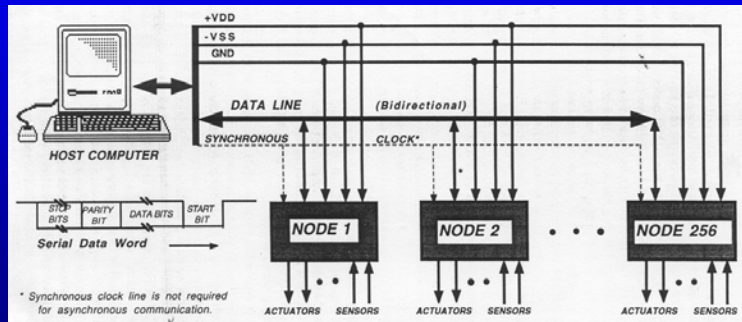 +VDD
-VSS
GND
DATA LINE (Bidirectional)
SYNCHRONOUS CLOCK*
HOST COMPUTER
STOP BITS
PARITY BIT
DATA BITS
START BIT
Serial Data Word
NODE 1
NODE 2
NODE 256
* Synchronous clock line is not required
for asynchronous communication.
ACTUATORS SENSORS
ACTUATORS SENSORS
ACTUATORS SENSORS